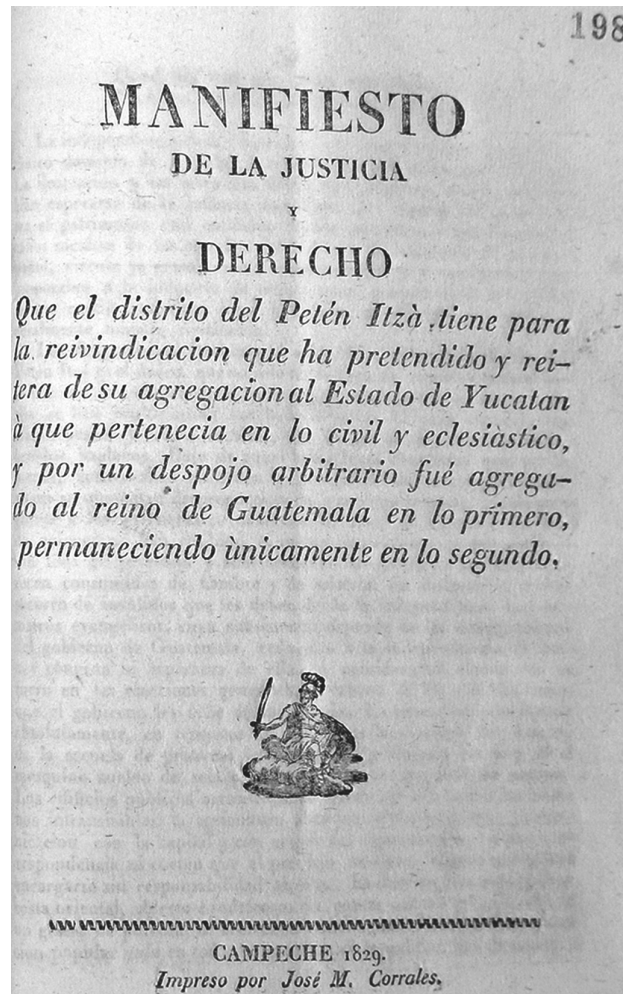 198
MANIFIESTO
DE LA JUSTICIA
Y
DERECHO
Que el distrito del Petén Itzà tiene para
la reivindicacion que ha pretendido y rei-
tera de su agregacion al Estado de Yucatan
à que pertenecia en lo civil y eclesiàstico,
y por un despojo arbitrario fué agrega-
do al reino de Guatemala en lo primero,
permaneciendo ùnicamente en lo segundo.
CAMPECHE 1829.
Impreso por José M. Corrales.